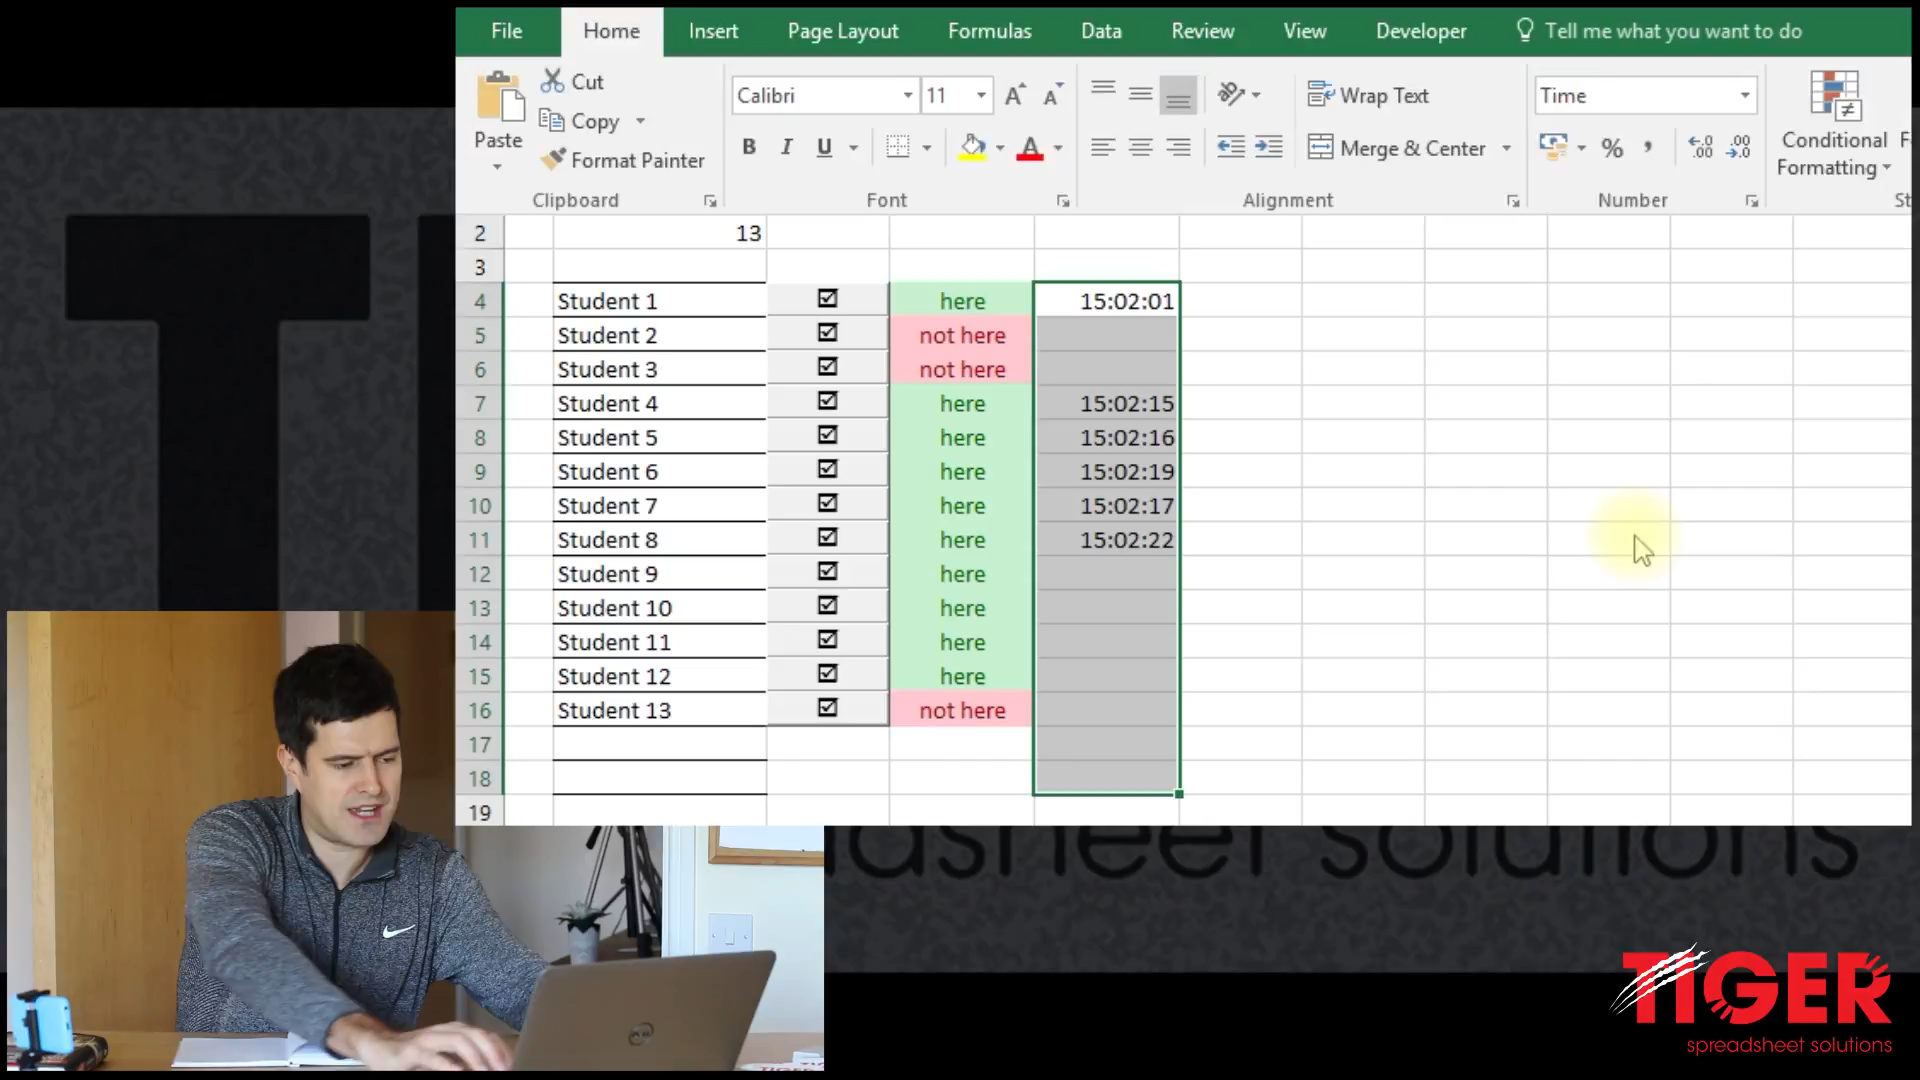 File Home Insert Page Layout Formulas Data Review View Developer Tell me what you want to do
Cut
Copy
Format Painter
Paste
Calibri 11
B I U
Wrap Text
Merge & Center
Time
Conditional F
Formatting
Clipboard Font Alignment Number St
2 13
3
4 Student 1 here 15:02:01
5 Student 2 not here
6 Student 3 not here
7 Student 4 here 15:02:15
8 Student 5 here 15:02:16
9 Student 6 here 15:02:19
10 Student 7 here 15:02:17
11 Student 8 here 15:02:22
12 Student 9 here
13 Student 10 here
14 Student 11 here
15 Student 12 here
16 Student 13 not here
17
18
19
adsheet solutions
TIGER
spreadsheet solutions